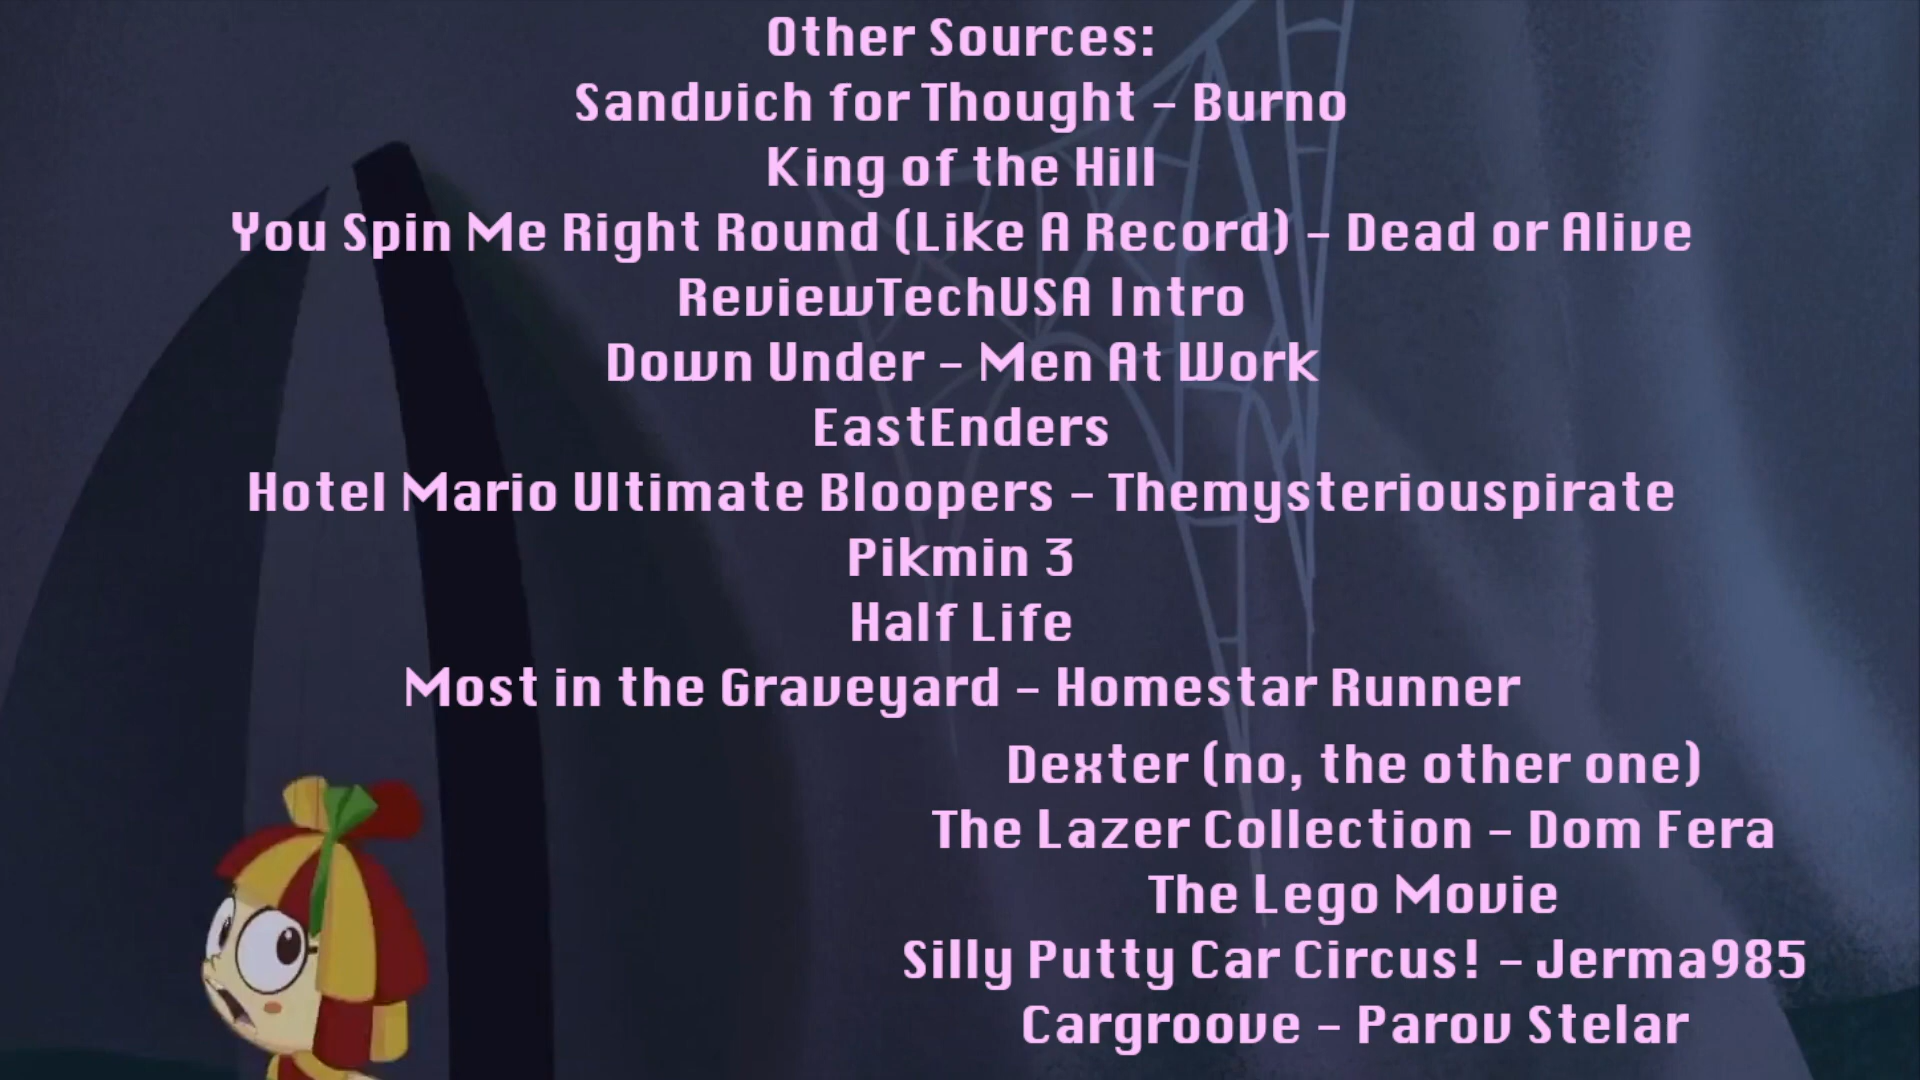 Other Sources:
Sandvich for Thought - Burno
King of the Hill
You Spin Me Right Round (Like A Record) - Dead or Alive
ReviewTechUSA Intro
Down Under - Men At Work
EastEnders
Hotel Mario Ultimate Bloopers - Themysteriouspirate
Pikmin 3
Half Life
Most in the Graveyard - Homestar Runner
Dexter (no, the other one)
The Lazer Collection - Dom Fera
The Lego Movie
Silly Putty Car Circus! - Jerma985
Cargroove - Parov Stelar